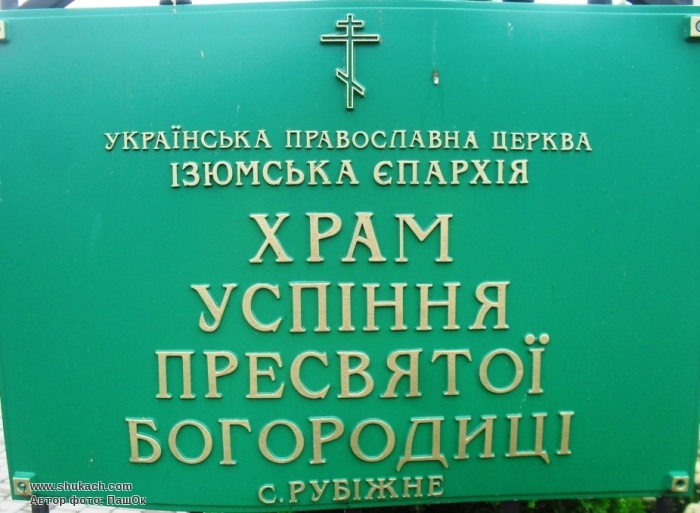 УКРАЇНСЬКА ПРАВОСЛАВНА ЦЕРКВА
ІЗЮМСЬКА ЄПАРХІЯ
ХРАМ
УСПІННЯ
ПРЕСВЯТОЇ
БОГОРОДИЦІ
С. РУБІЖНЕ
www.shukach.com
Автор фото: ПашОк